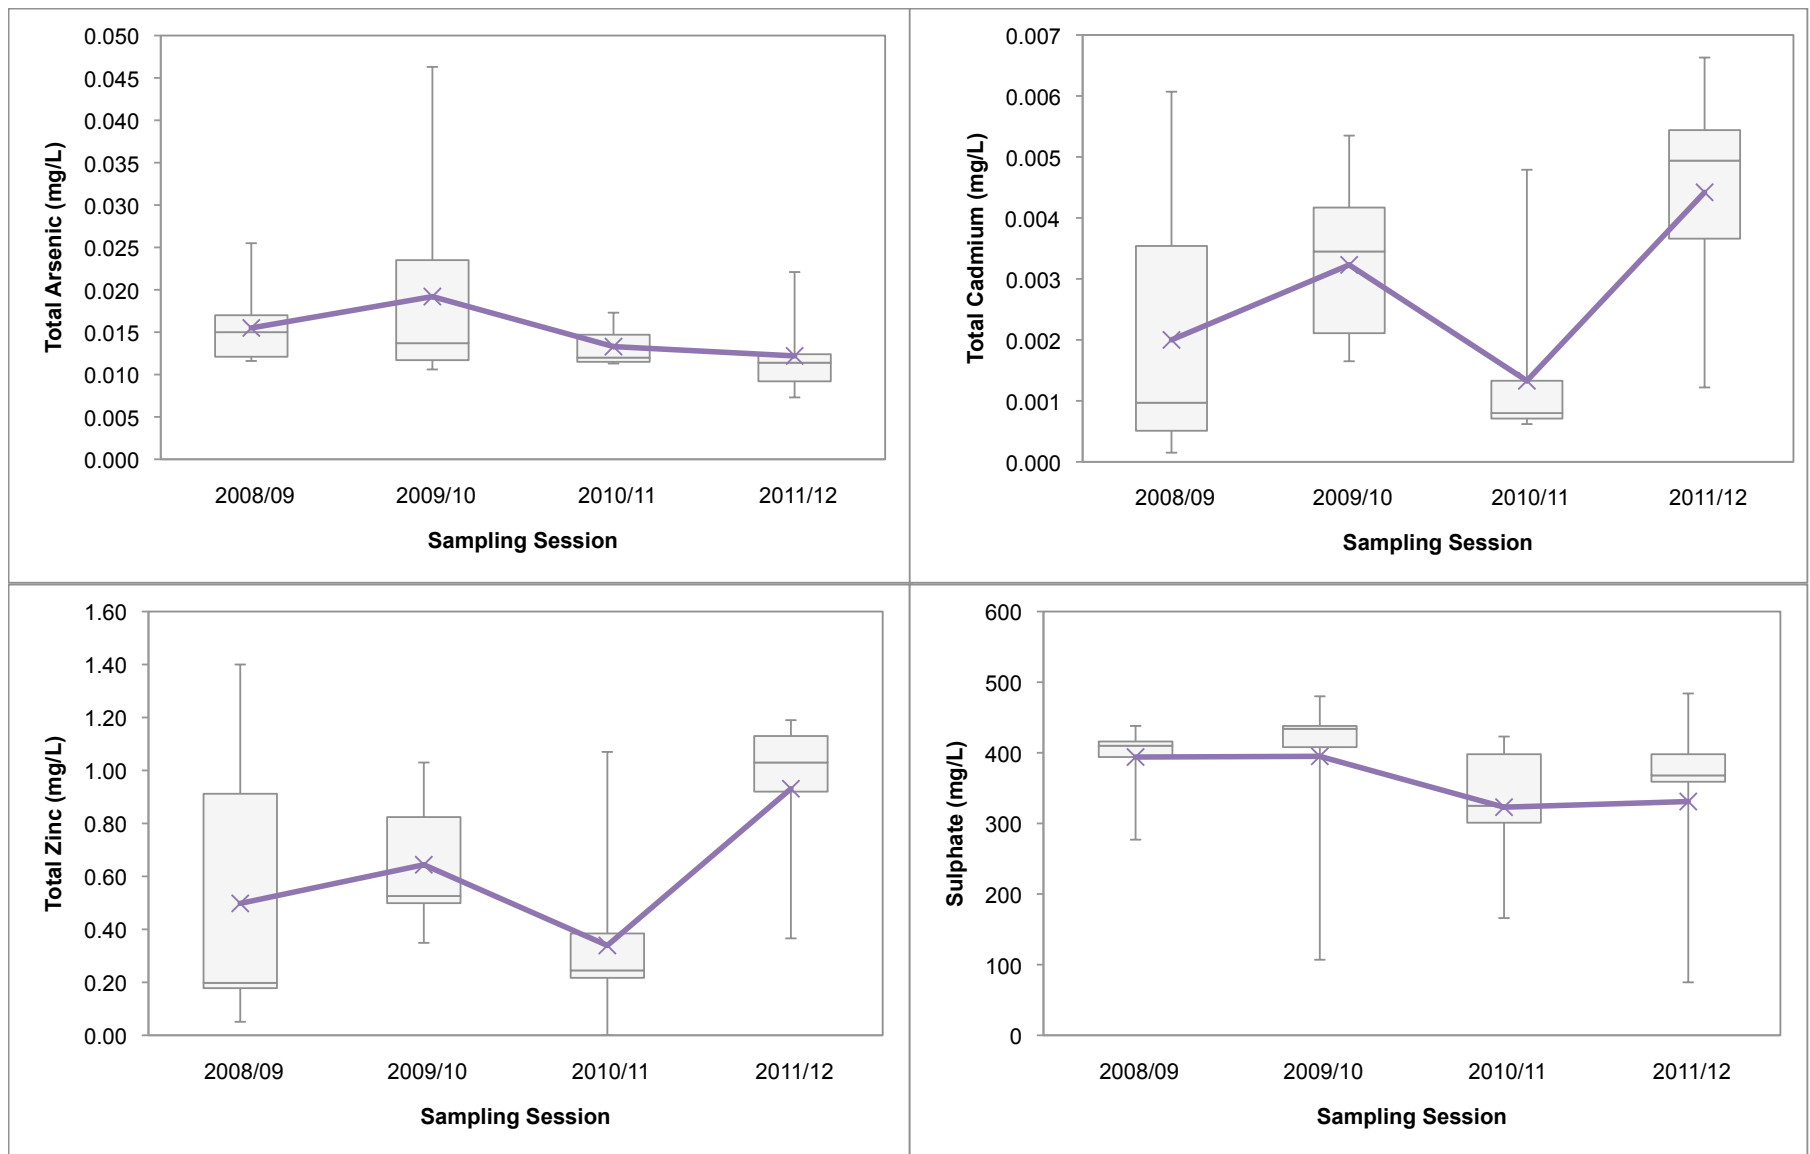 Total Arsenic (mg/L)
0.050
0.045
0.040
0.035
0.030
0.025
0.020
0.015
0.010
0.005
0.000
2008/09 2009/10 2010/11 2011/12
Sampling Session
Total Cadmium (mg/L)
0.007
0.006
0.005
0.004
0.003
0.002
0.001
0.000
2008/09 2009/10 2010/11 2011/12
Sampling Session
Total Zinc (mg/L)
1.60
1.40
1.20
1.00
0.80
0.60
0.40
0.20
0.00
2008/09 2009/10 2010/11 2011/12
Sampling Session
Sulphate (mg/L)
600
500
400
300
200
100
0
2008/09 2009/10 2010/11 2011/12
Sampling Session